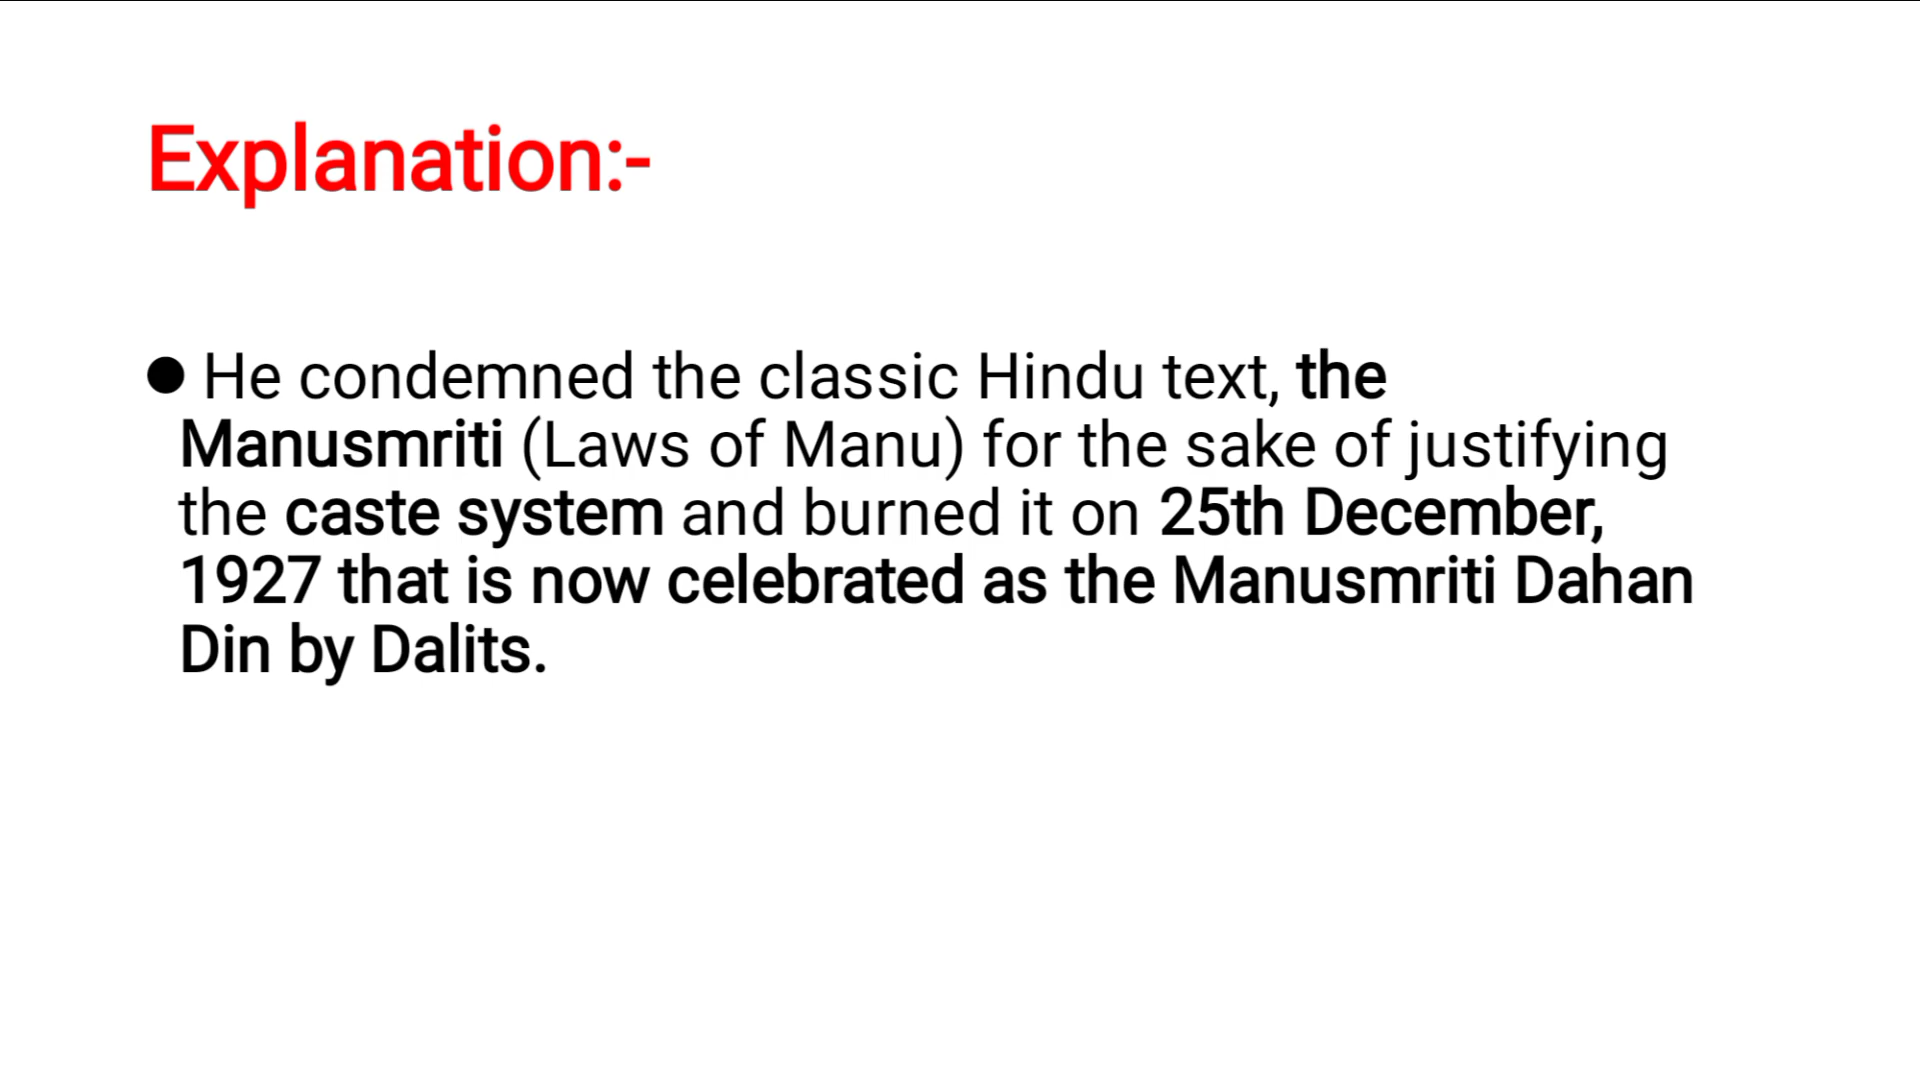 Explanation:-
● He condemned the classic Hindu text, the
Manusmriti (Laws of Manu) for the sake of justifying
the caste system and burned it on 25th December,
1927 that is now celebrated as the Manusmriti Dahan
Din by Dalits.